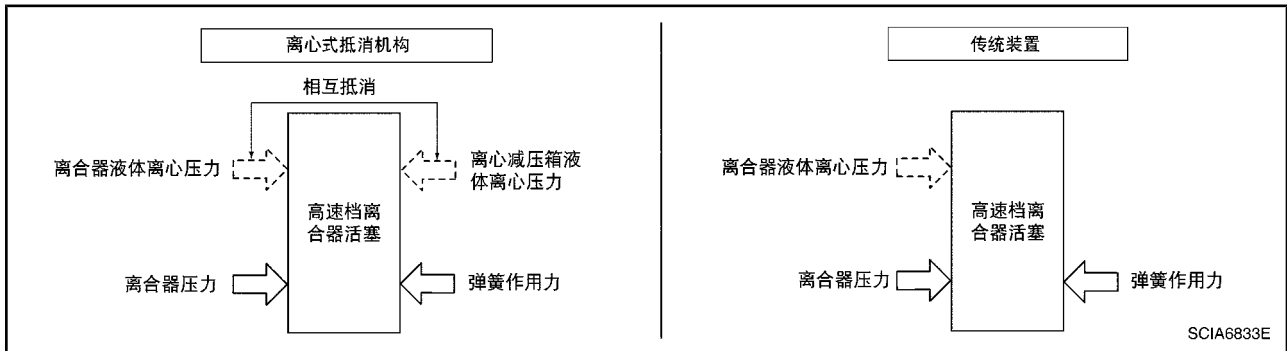 离心式抵消机构
相互抵消
离合器液体离心压力
离心减压箱液
体离心压力
高速档离
合器活塞
离合器压力
弹簧作用力
传统装置
离合器液体离心压力
高速档离
合器活塞
离合器压力
弹簧作用力
SCIA6833E